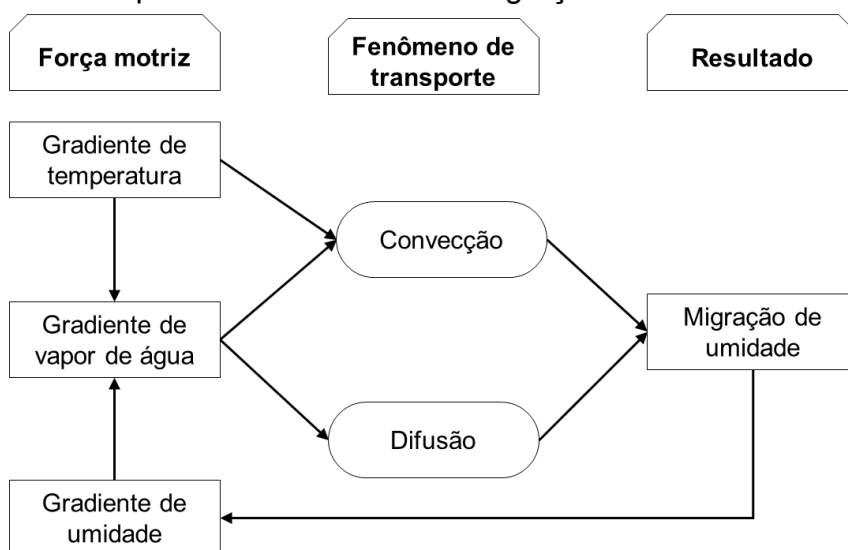 Força motriz
Fenômeno de
transporte
Resultado
Gradiente de
temperatura
Convecção
Gradiente de
vapor de água
Migração de
umidade
Difusão
Gradiente de
umidade